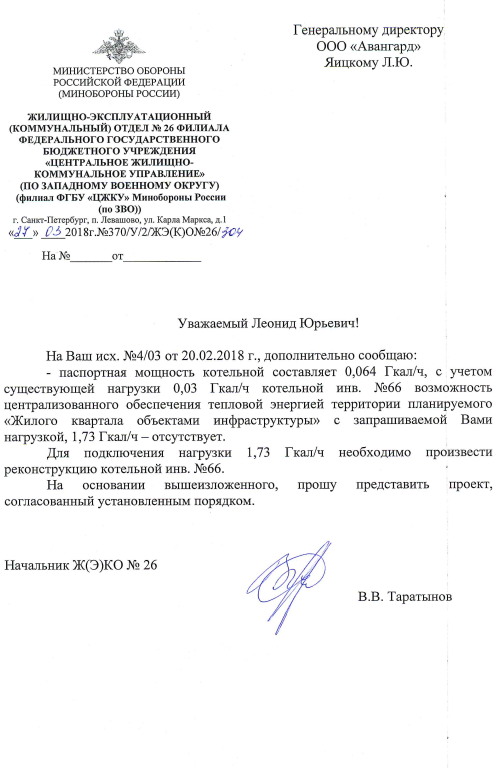 Генеральному директору
ООО «Авангард»
Яицкому Л.Ю.
МИНИСТЕРСТВО ОБОРОНЫ
РОССИЙСКОЙ ФЕДЕРАЦИИ
(МИНОБОРОНЫ РОССИИ)
ЖИЛИЩНО-ЭКСПЛУАТАЦИОННЫЙ
(КОММУНАЛЬНЫЙ) ОТДЕЛ № 26 ФИЛИАЛА
ФЕДЕРАЛЬНОГО ГОСУДАРСТВЕННОГО
БЮДЖЕТНОГО УЧРЕЖДЕНИЯ
«ЦЕНТРАЛЬНОЕ ЖИЛИЩНО-
КОММУНАЛЬНОЕ УПРАВЛЕНИЕ»
(ПО ЗАПАДНОМУ ВОЕННОМУ ОКРУГУ)
(филиал ФГБУ «ЦЖКУ» Минобороны России
(по ЗВО))
г. Санкт-Петербург, п. Левашово, ул. Карла Маркса, д.1
«27» 03 2018г.№370/У/2/ЖЭ(К)О№26/304
На №_______от______________
Уважаемый Леонид Юрьевич!
На Ваш исх. №4/03 от 20.02.2018 г., дополнительно сообщаю:
- паспортная мощность котельной составляет 0,064 Гкал/ч, с учетом
существующей нагрузки 0,03 Гкал/ч котельной инв. №66 возможность
централизованного обеспечения тепловой энергией территории планируемого
«Жилого квартала объектами инфраструктуры» с запрашиваемой Вами
нагрузкой, 1,73 Гкал/ч – отсутствует.
Для подключения нагрузки 1,73 Гкал/ч необходимо произвести
реконструкцию котельной инв. №66.
На основании вышеизложенного, прошу представить проект,
согласованный установленным порядком.
Начальник Ж(Э)КО № 26
В.В. Таратынов